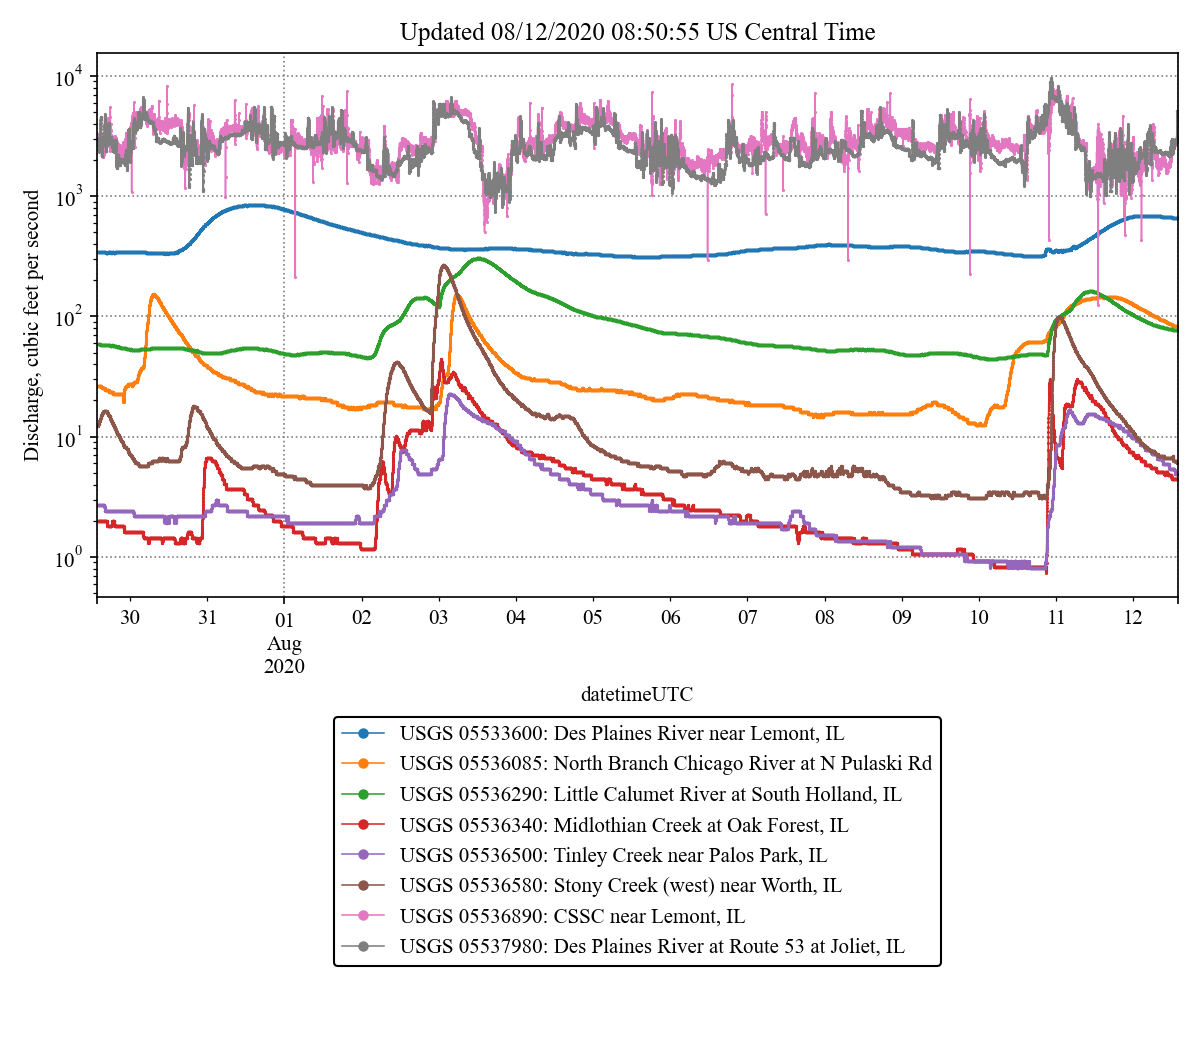 Updated 08/12/2020 08:50:55 US Central Time
Discharge, cubic feet per second
10^4
10^3
10^2
10^1
10^0
30 31 01 02 03 04 05 06 07 08 09 10 11 12
Aug
2020
datetimeUTC
USGS 05533600: Des Plaines River near Lemont, IL
USGS 05536085: North Branch Chicago River at N Pulaski Rd
USGS 05536290: Little Calumet River at South Holland, IL
USGS 05536340: Midlothian Creek at Oak Forest, IL
USGS 05536500: Tinley Creek near Palos Park, IL
USGS 05536580: Stony Creek (west) near Worth, IL
USGS 05536890: CSSC near Lemont, IL
USGS 05537980: Des Plaines River at Route 53 at Joliet, IL